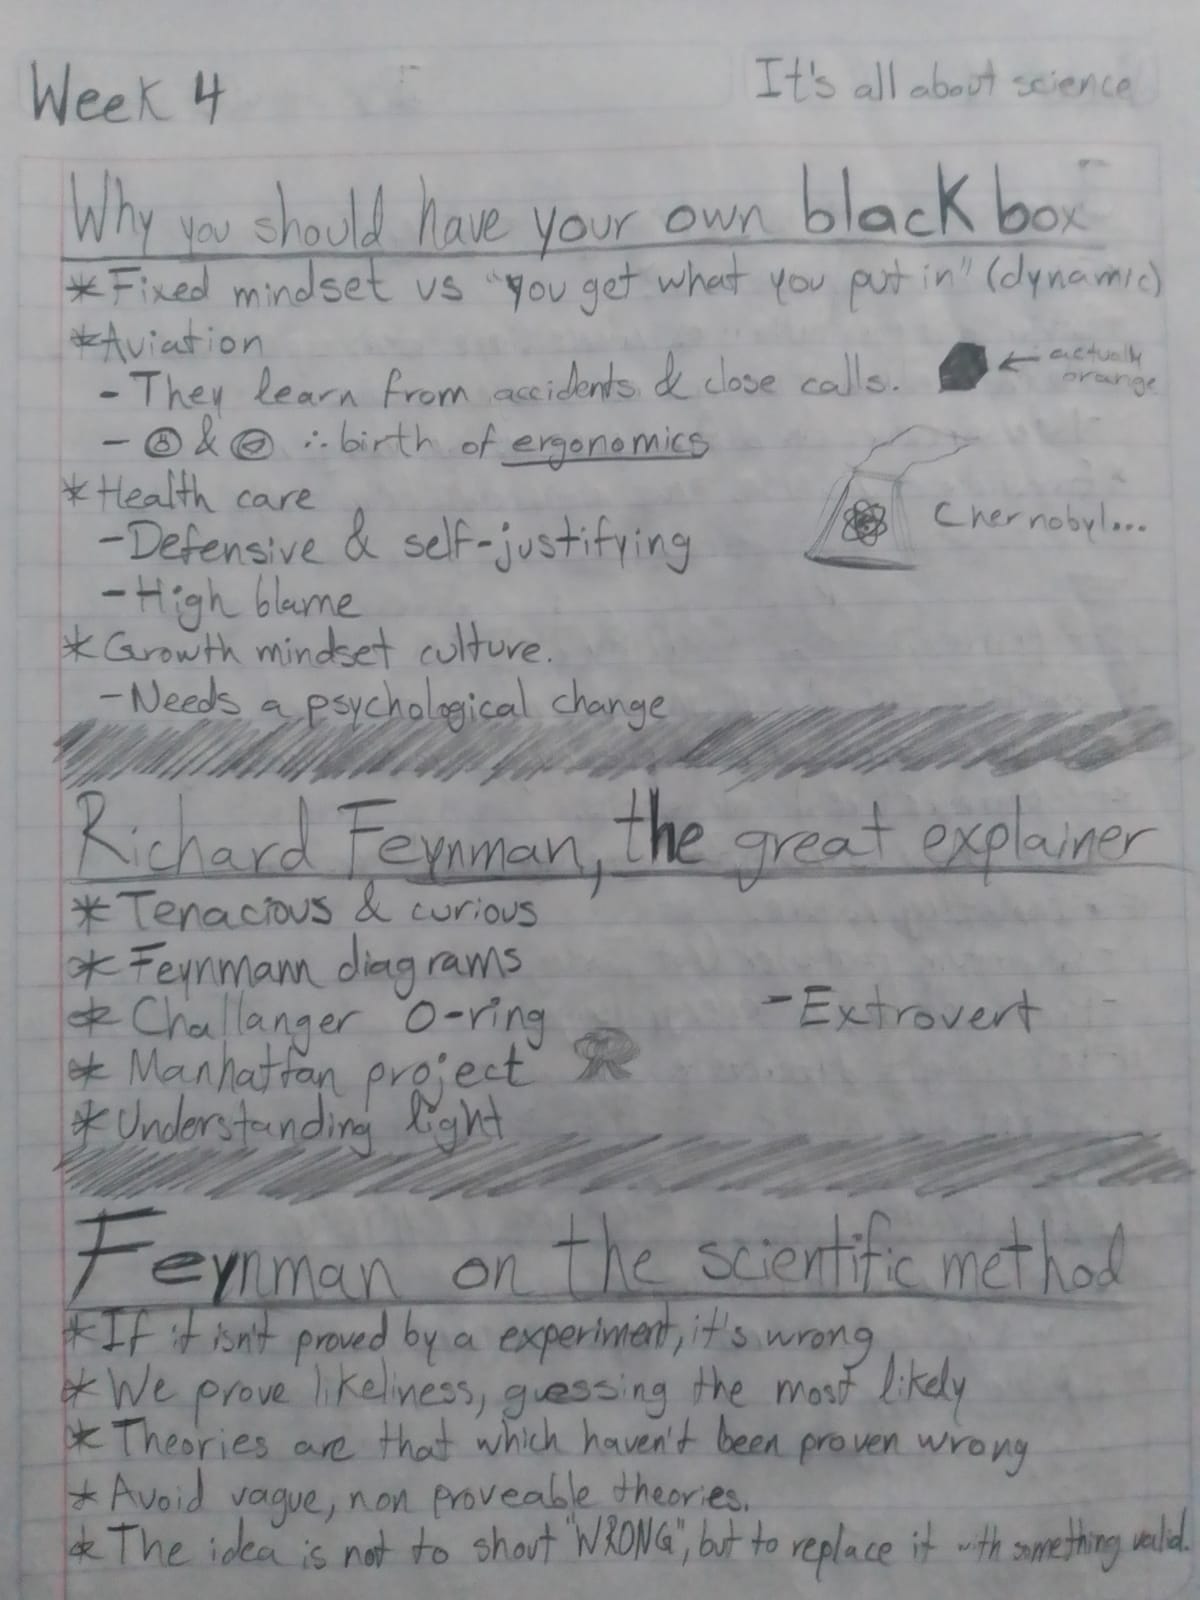 Week 4
It's all about science
Why you should have your own black box
* Fixed mindset vs "you get what you put in" (dynamic)
* Aviation
- They learn from accidents & close calls.
← actually orange
- & ∴ birth of ergonomics
* Health care
- Defensive & self-justifying
Chernobyl...
- High blame
* Growth mindset culture.
- Needs a psychological change
Richard Feynman, the great explainer
* Tenacious & curious
* Feynmann diagrams
* Challanger O-ring
- Extrovert
* Manhattan project
* Understanding light
Feynman on the scientific method
* If it isn't proved by a experiment, it's wrong
* We prove likeliness, guessing the most likely
* Theories are that which haven't been proven wrong
* Avoid vague, non proveable theories.
* The idea is not to shout "WRONG", but to replace it with something valid.